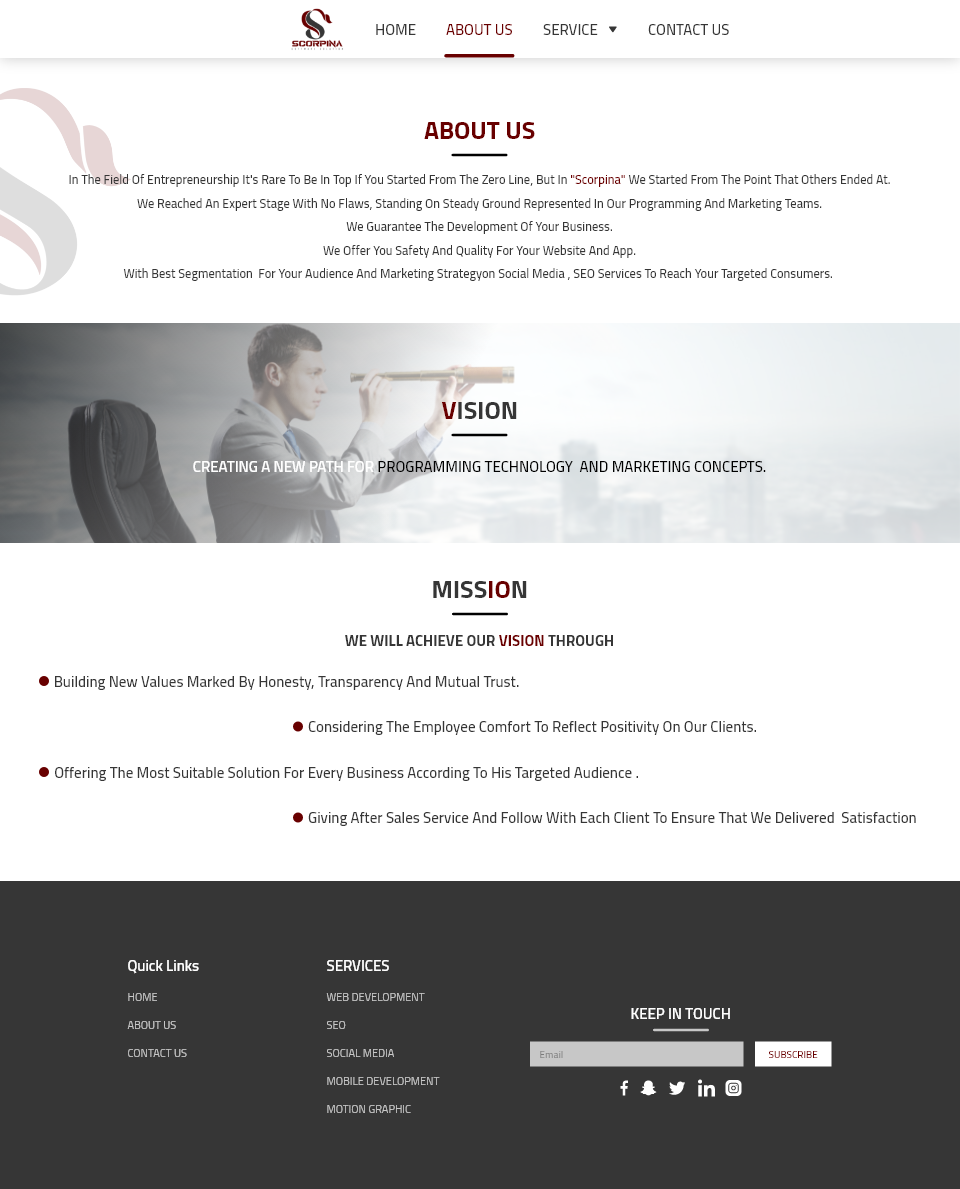 SCORPINA
HOME ABOUT US SERVICE CONTACT US
ABOUT US
In The Field Of Entrepreneurship It's Rare To Be In Top If You Started From The Zero Line, But In "Scorpina" We Started From The Point That Others Ended At.
We Reached An Expert Stage With No Flaws, Standing On Steady Ground Represented In Our Programming And Marketing Teams.
We Guarantee The Development Of Your Business.
We Offer You Safety And Quality For Your Website And App.
With Best Segmentation  For Your Audience And Marketing Strategyon Social Media , SEO Services To Reach Your Targeted Consumers.
VISION
CREATING A NEW PATH FOR PROGRAMMING TECHNOLOGY  AND MARKETING CONCEPTS.
MISSION
WE WILL ACHIEVE OUR VISION THROUGH
Building New Values Marked By Honesty, Transparency And Mutual Trust.
Considering The Employee Comfort To Reflect Positivity On Our Clients.
Offering The Most Suitable Solution For Every Business According To His Targeted Audience .
Giving After Sales Service And Follow With Each Client To Ensure That We Delivered  Satisfaction
Quick Links
HOME
ABOUT US
CONTACT US
SERVICES
WEB DEVELOPMENT
SEO
SOCIAL MEDIA
MOBILE DEVELOPMENT
MOTION GRAPHIC
KEEP IN TOUCH
Email SUBSCRIBE